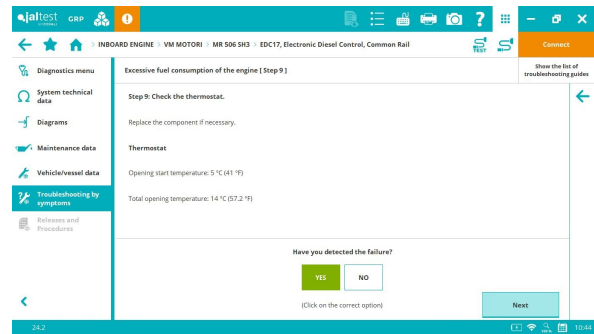 jaltest GRP
INBOARD ENGINE > VM MOTORI > MR 506 SH3 > EDC17, Electronic Diesel Control, Common Rail
TEST
Connect
Diagnostics menu
Excessive fuel consumption of the engine [ Step 9 ]
Show the list of
troubleshooting guides
System technical
data
Step 9: Check the thermostat.
Diagrams
Replace the component if necessary.
Maintenance data
Thermostat
Vehicle/vessel data
Opening start temperature: 5 °C (41 °F)
Troubleshooting by
symptoms
Total opening temperature: 14 °C (57.2 °F)
Releases and
Procedures
Have you detected the failure?
YES
NO
(Click on the correct option)
Next
24.2
100%
10:44